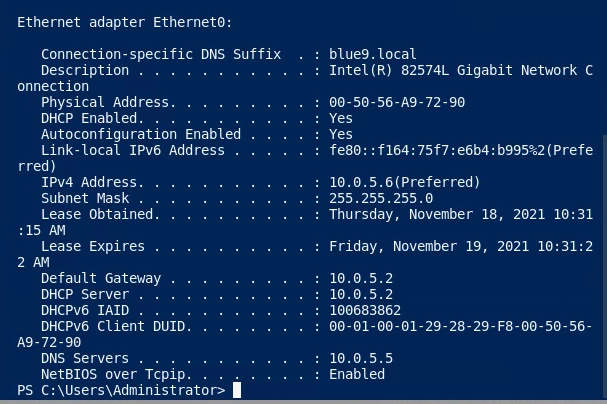 Ethernet adapter Ethernet0:
Connection-specific DNS Suffix  . : blue9.local
Description . . . . . . . . . . . : Intel(R) 82574L Gigabit Network C
onnection
Physical Address. . . . . . . . . : 00-50-56-A9-72-90
DHCP Enabled. . . . . . . . . . . : Yes
Autoconfiguration Enabled . . . . : Yes
Link-local IPv6 Address . . . . . : fe80::f164:75f7:e6b4:b995%2(Prefe
rred)
IPv4 Address. . . . . . . . . . . : 10.0.5.6(Preferred)
Subnet Mask . . . . . . . . . . . : 255.255.255.0
Lease Obtained. . . . . . . . . . : Thursday, November 18, 2021 10:31
:15 AM
Lease Expires . . . . . . . . . . : Friday, November 19, 2021 10:31:2
2 AM
Default Gateway . . . . . . . . . : 10.0.5.2
DHCP Server . . . . . . . . . . . : 10.0.5.2
DHCPv6 IAID . . . . . . . . . . . : 100683862
DHCPv6 Client DUID. . . . . . . . : 00-01-00-01-29-28-29-F8-00-50-56-
A9-72-90
DNS Servers . . . . . . . . . . . : 10.0.5.5
NetBIOS over Tcpip. . . . . . . . : Enabled
PS C:\Users\Administrator>